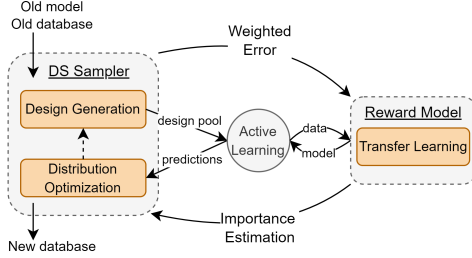 Old model
Old database
Weighted
Error
DS Sampler
Design Generation
design pool
Active
Learning
data
model
Reward Model
Transfer Learning
predictions
Distribution
Optimization
Importance
Estimation
New database